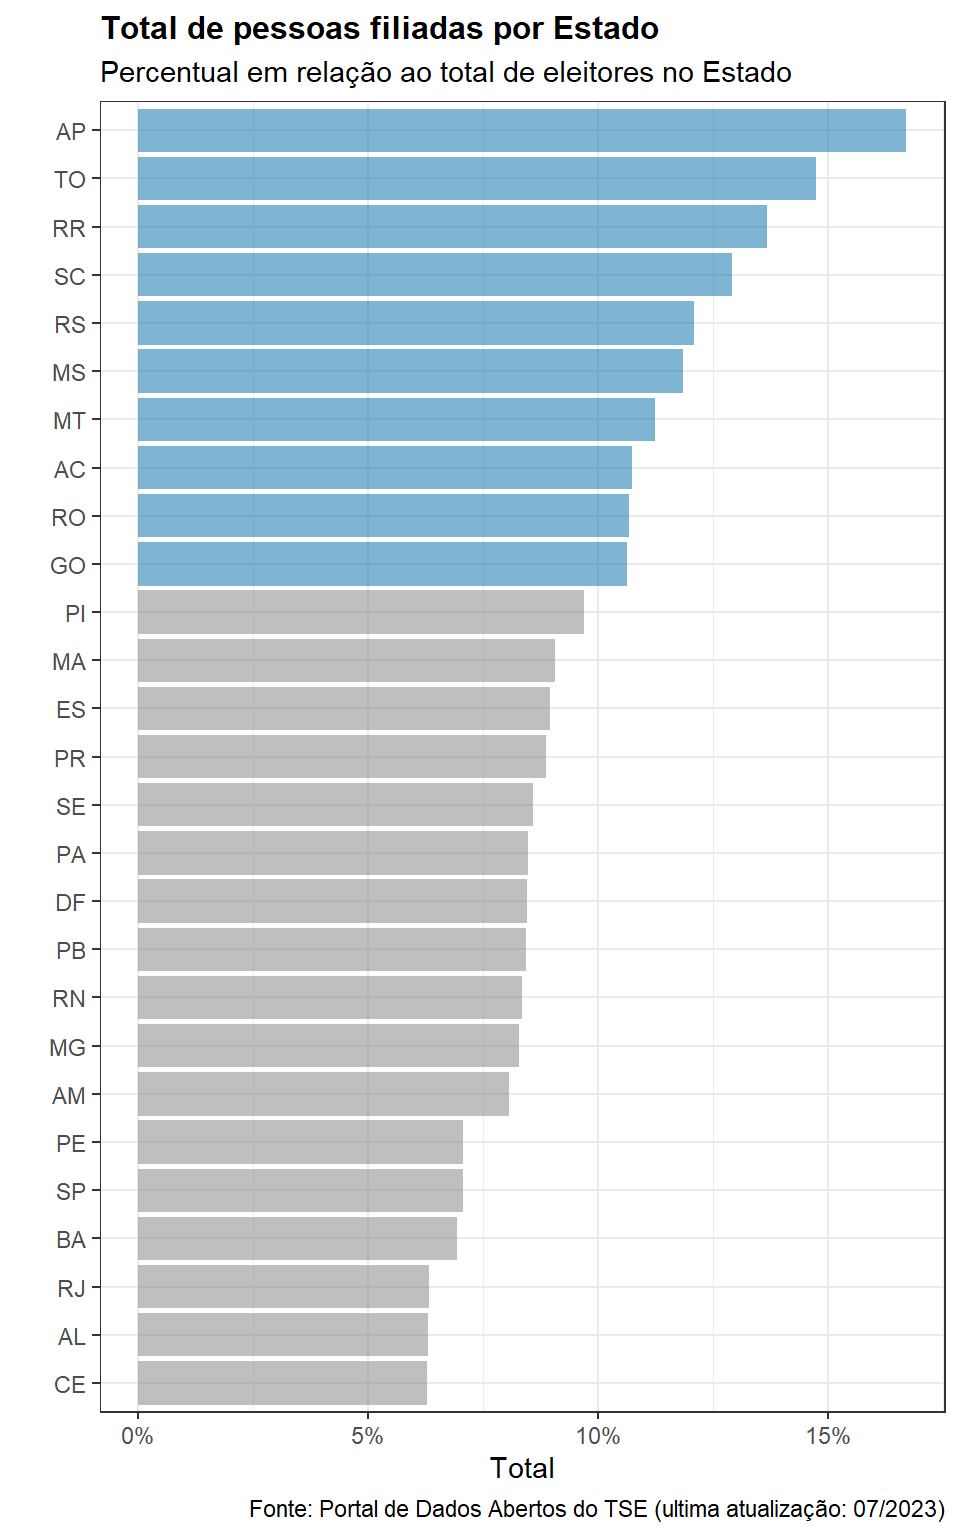 Total de pessoas filiadas por Estado
Percentual em relação ao total de eleitores no Estado
AP
TO
RR
SC
RS
MS
MT
AC
RO
GO
PI
MA
ES
PR
SE
PA
DF
PB
RN
MG
AM
PE
SP
BA
RJ
AL
CE
0% 5% 10% 15%
Total
Fonte: Portal de Dados Abertos do TSE (ultima atualização: 07/2023)